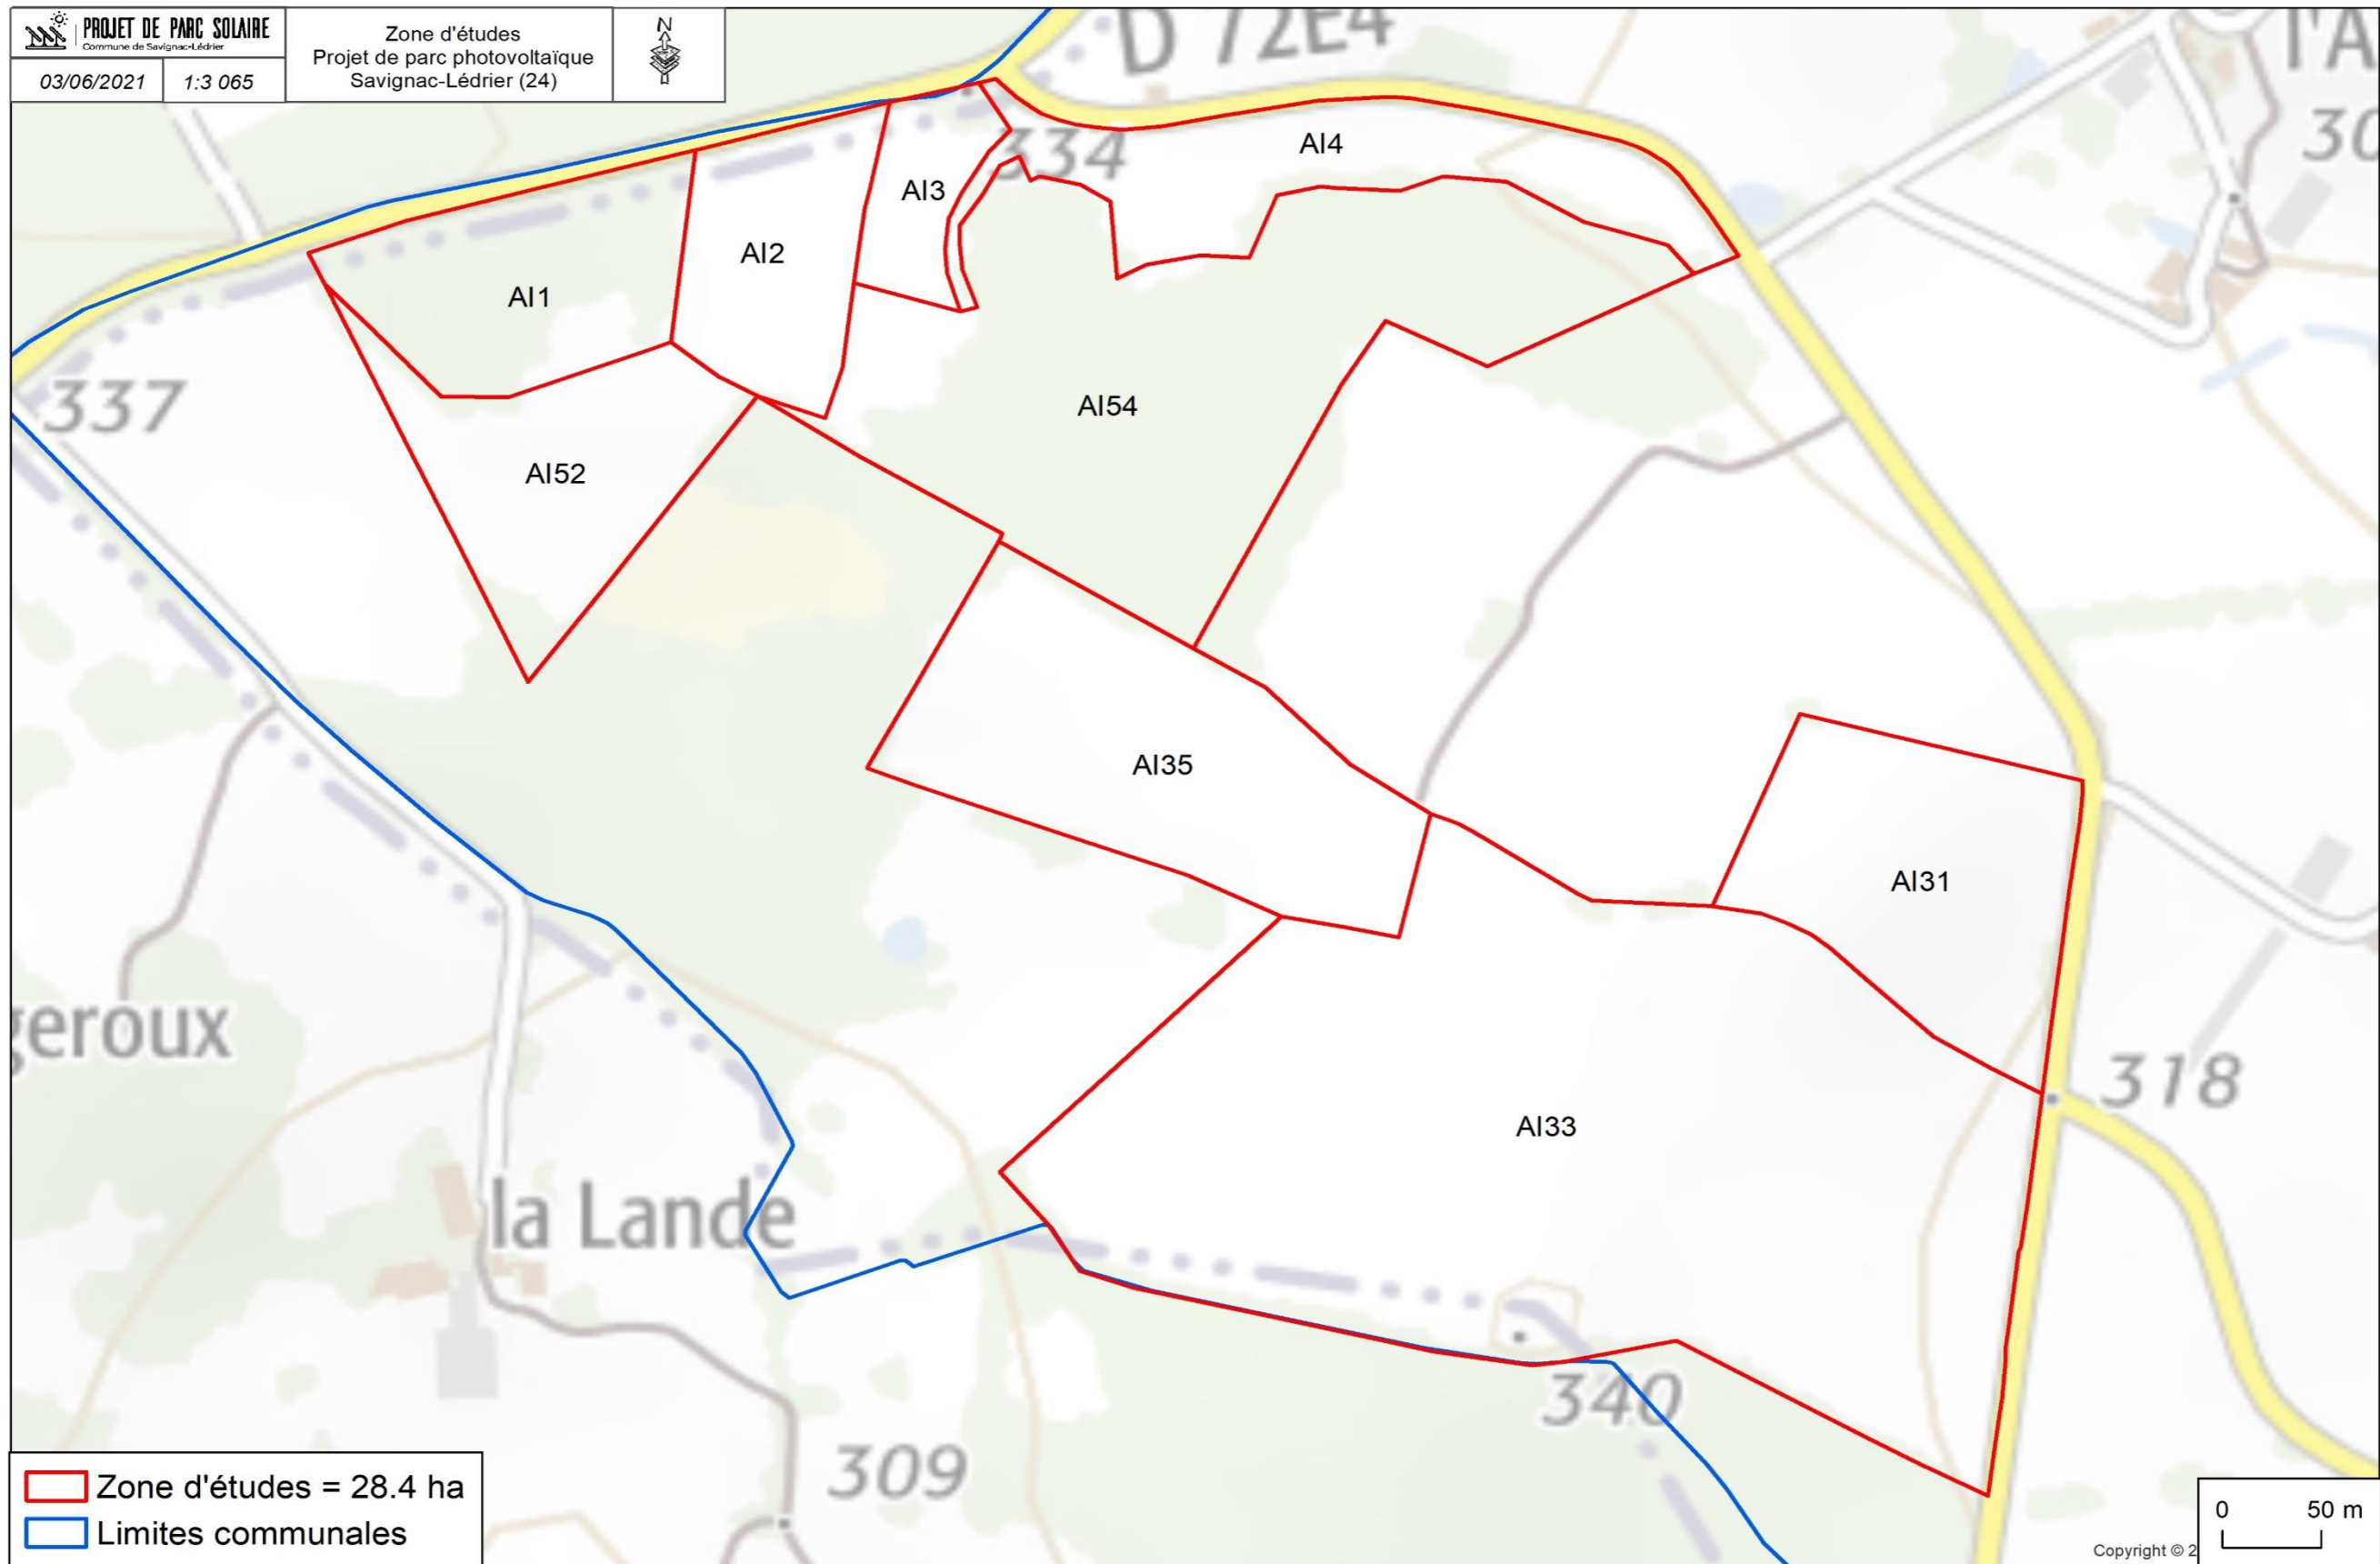 PROJET DE PARC SOLAIRE
Commune de Savignac-Lédrier
03/06/2021
1:3 065
Zone d'études
Projet de parc photovoltaïque
Savignac-Lédrier (24)
N
D 72E4
l'A
30
334
AI4
AI3
AI2
AI1
337
AI54
AI52
AI35
AI31
geroux
318
AI33
la Lande
340
309
Zone d'études = 28.4 ha
Limites communales
0 50 m
Copyright © 2